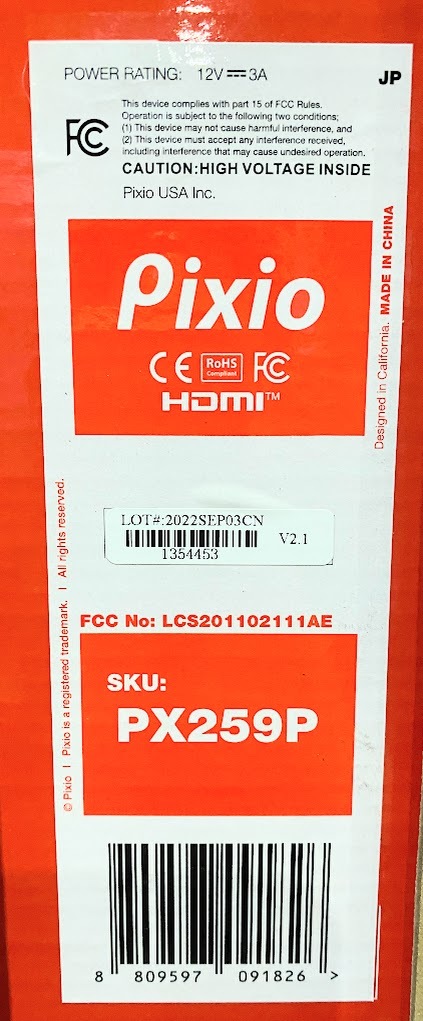 POWER RATING: 12V⎓3A
JP
FC
This device complies with part 15 of FCC Rules.
Operation is subject to the following two conditions;
(1) This device may not cause harmful interference, and
(2) This device must accept any interference received,
including interference that may cause undesired operation.
CAUTION:HIGH VOLTAGE INSIDE
Pixio USA Inc.
Pixio
CE RoHS Compliant FC
HDMI™
Designed in California. MADE IN CHINA
LOT#:2022SEP03CN
V2.1
1354453
© Pixio | Pixio is a registered trademark. | All rights reserved.
FCC No: LCS201102111AE
SKU:
PX259P
8 809597 091826 >